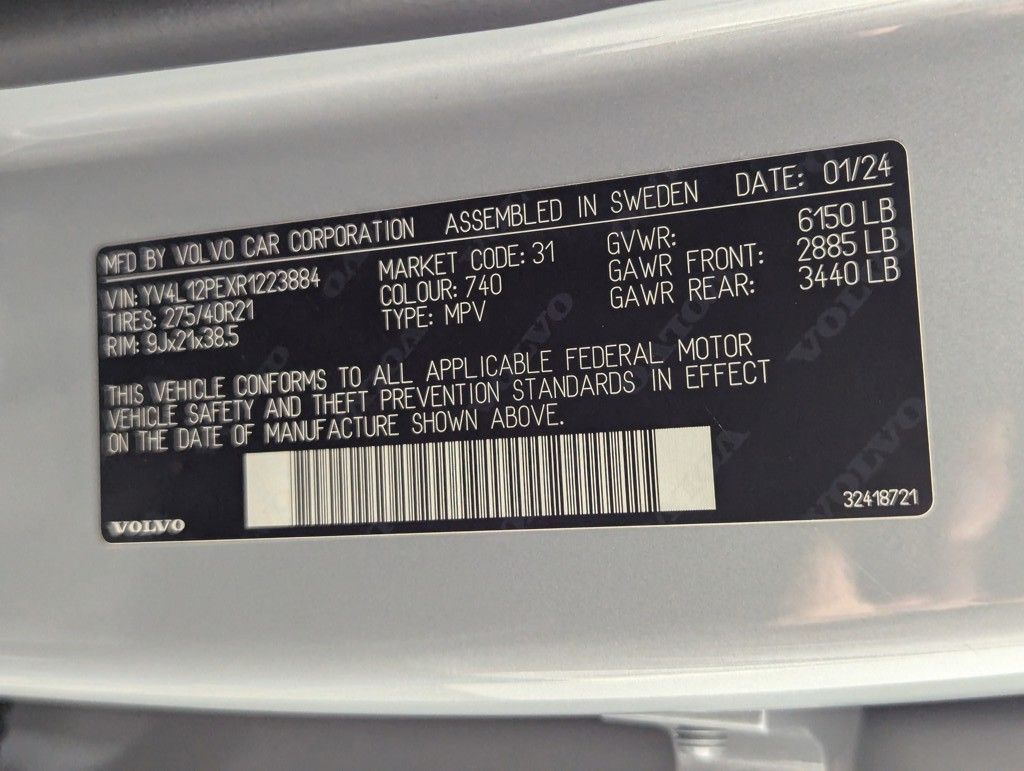 MFD BY VOLVO CAR CORPORATION ASSEMBLED IN SWEDEN DATE: 01/24
VIN: YV4L12PEXR1223884 MARKET CODE: 31 GVWR: 6150 LB
TIRES: 275/40R21 COLOUR: 740 GAWR FRONT: 2885 LB
RIM: 9Jx21x38.5 TYPE: MPV GAWR REAR: 3440 LB
THIS VEHICLE CONFORMS TO ALL APPLICABLE FEDERAL MOTOR
VEHICLE SAFETY AND THEFT PREVENTION STANDARDS IN EFFECT
ON THE DATE OF MANUFACTURE SHOWN ABOVE.
VOLVO
32418721